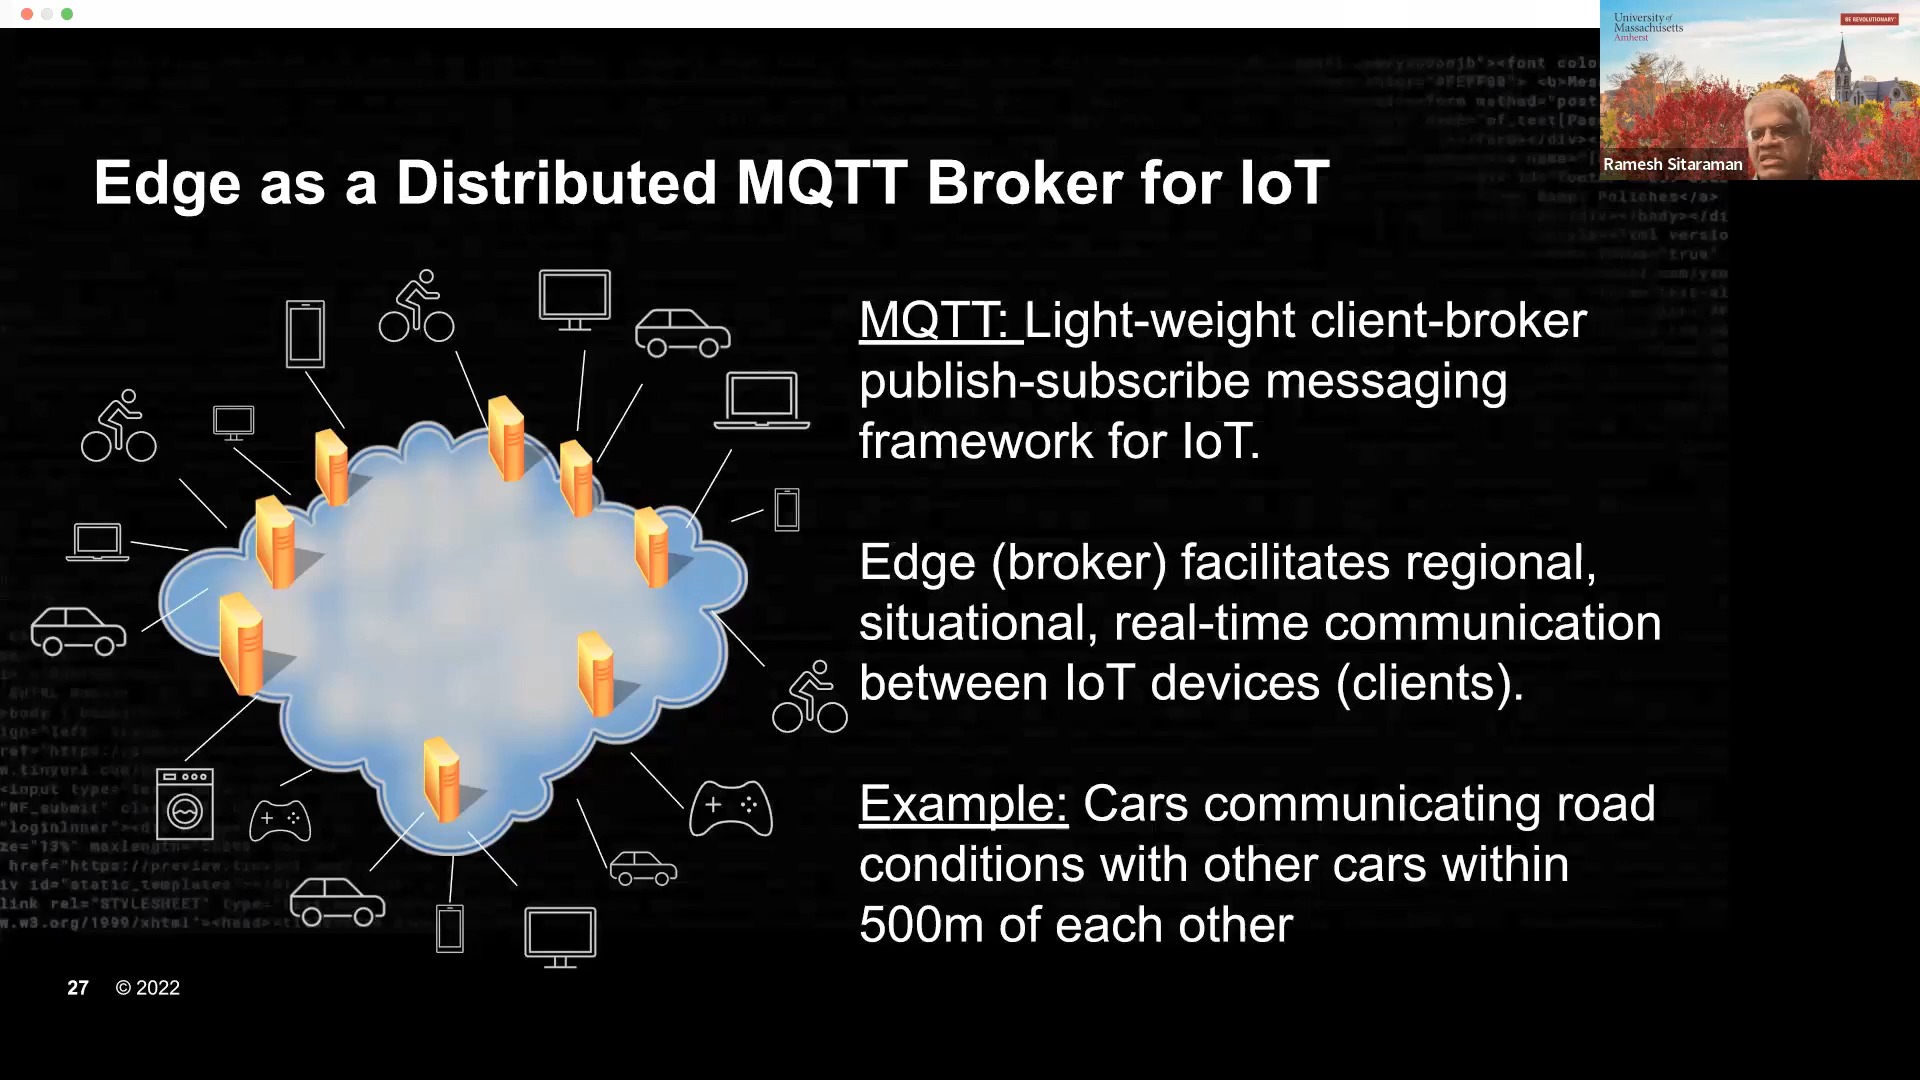 University of
Massachusetts
Amherst
BE REVOLUTIONARY
Ramesh Sitaraman
Edge as a Distributed MQTT Broker for IoT
MQTT: Light-weight client-broker
publish-subscribe messaging
framework for IoT.
Edge (broker) facilitates regional,
situational, real-time communication
between IoT devices (clients).
Example: Cars communicating road
conditions with other cars within
500m of each other
27 © 2022